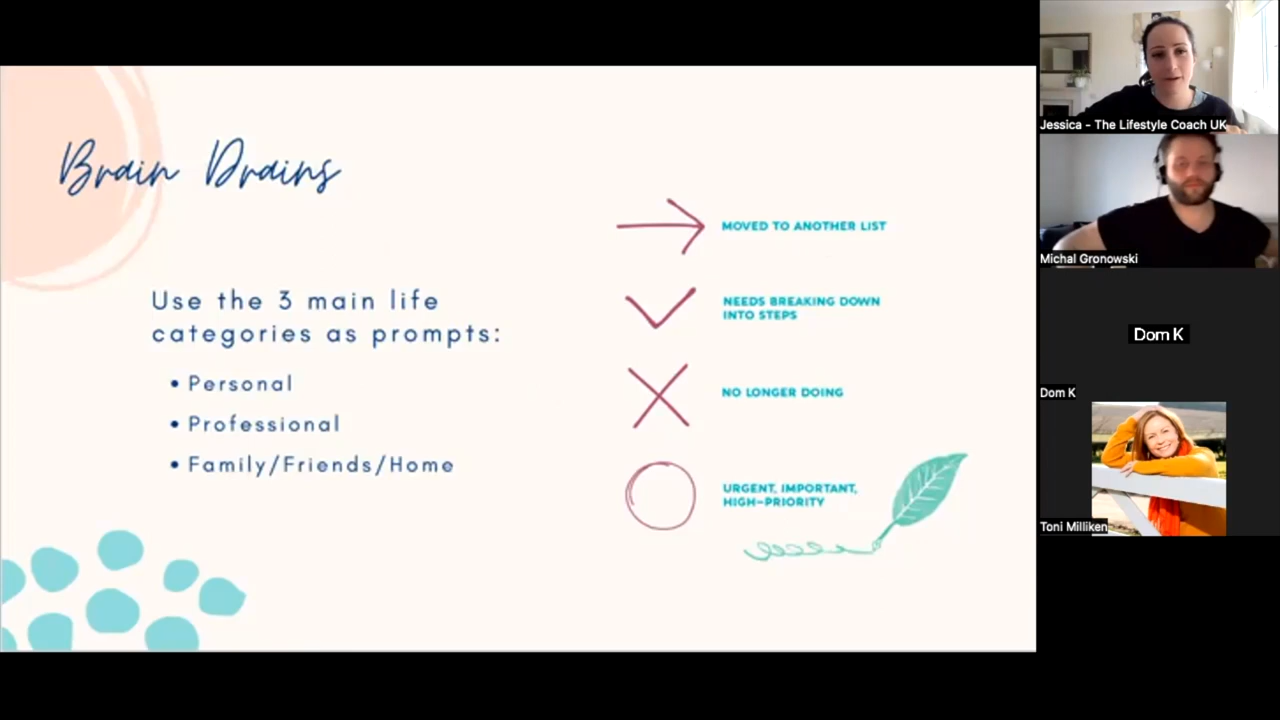 Brain Drains
Use the 3 main life
categories as prompts:
• Personal
• Professional
• Family/Friends/Home
MOVED TO ANOTHER LIST
NEEDS BREAKING DOWN
INTO STEPS
NO LONGER DOING
URGENT, IMPORTANT,
HIGH-PRIORITY
Jessica - The Lifestyle Coach UK
Michal Gronowski
Dom K
Dom K
Toni Milliken